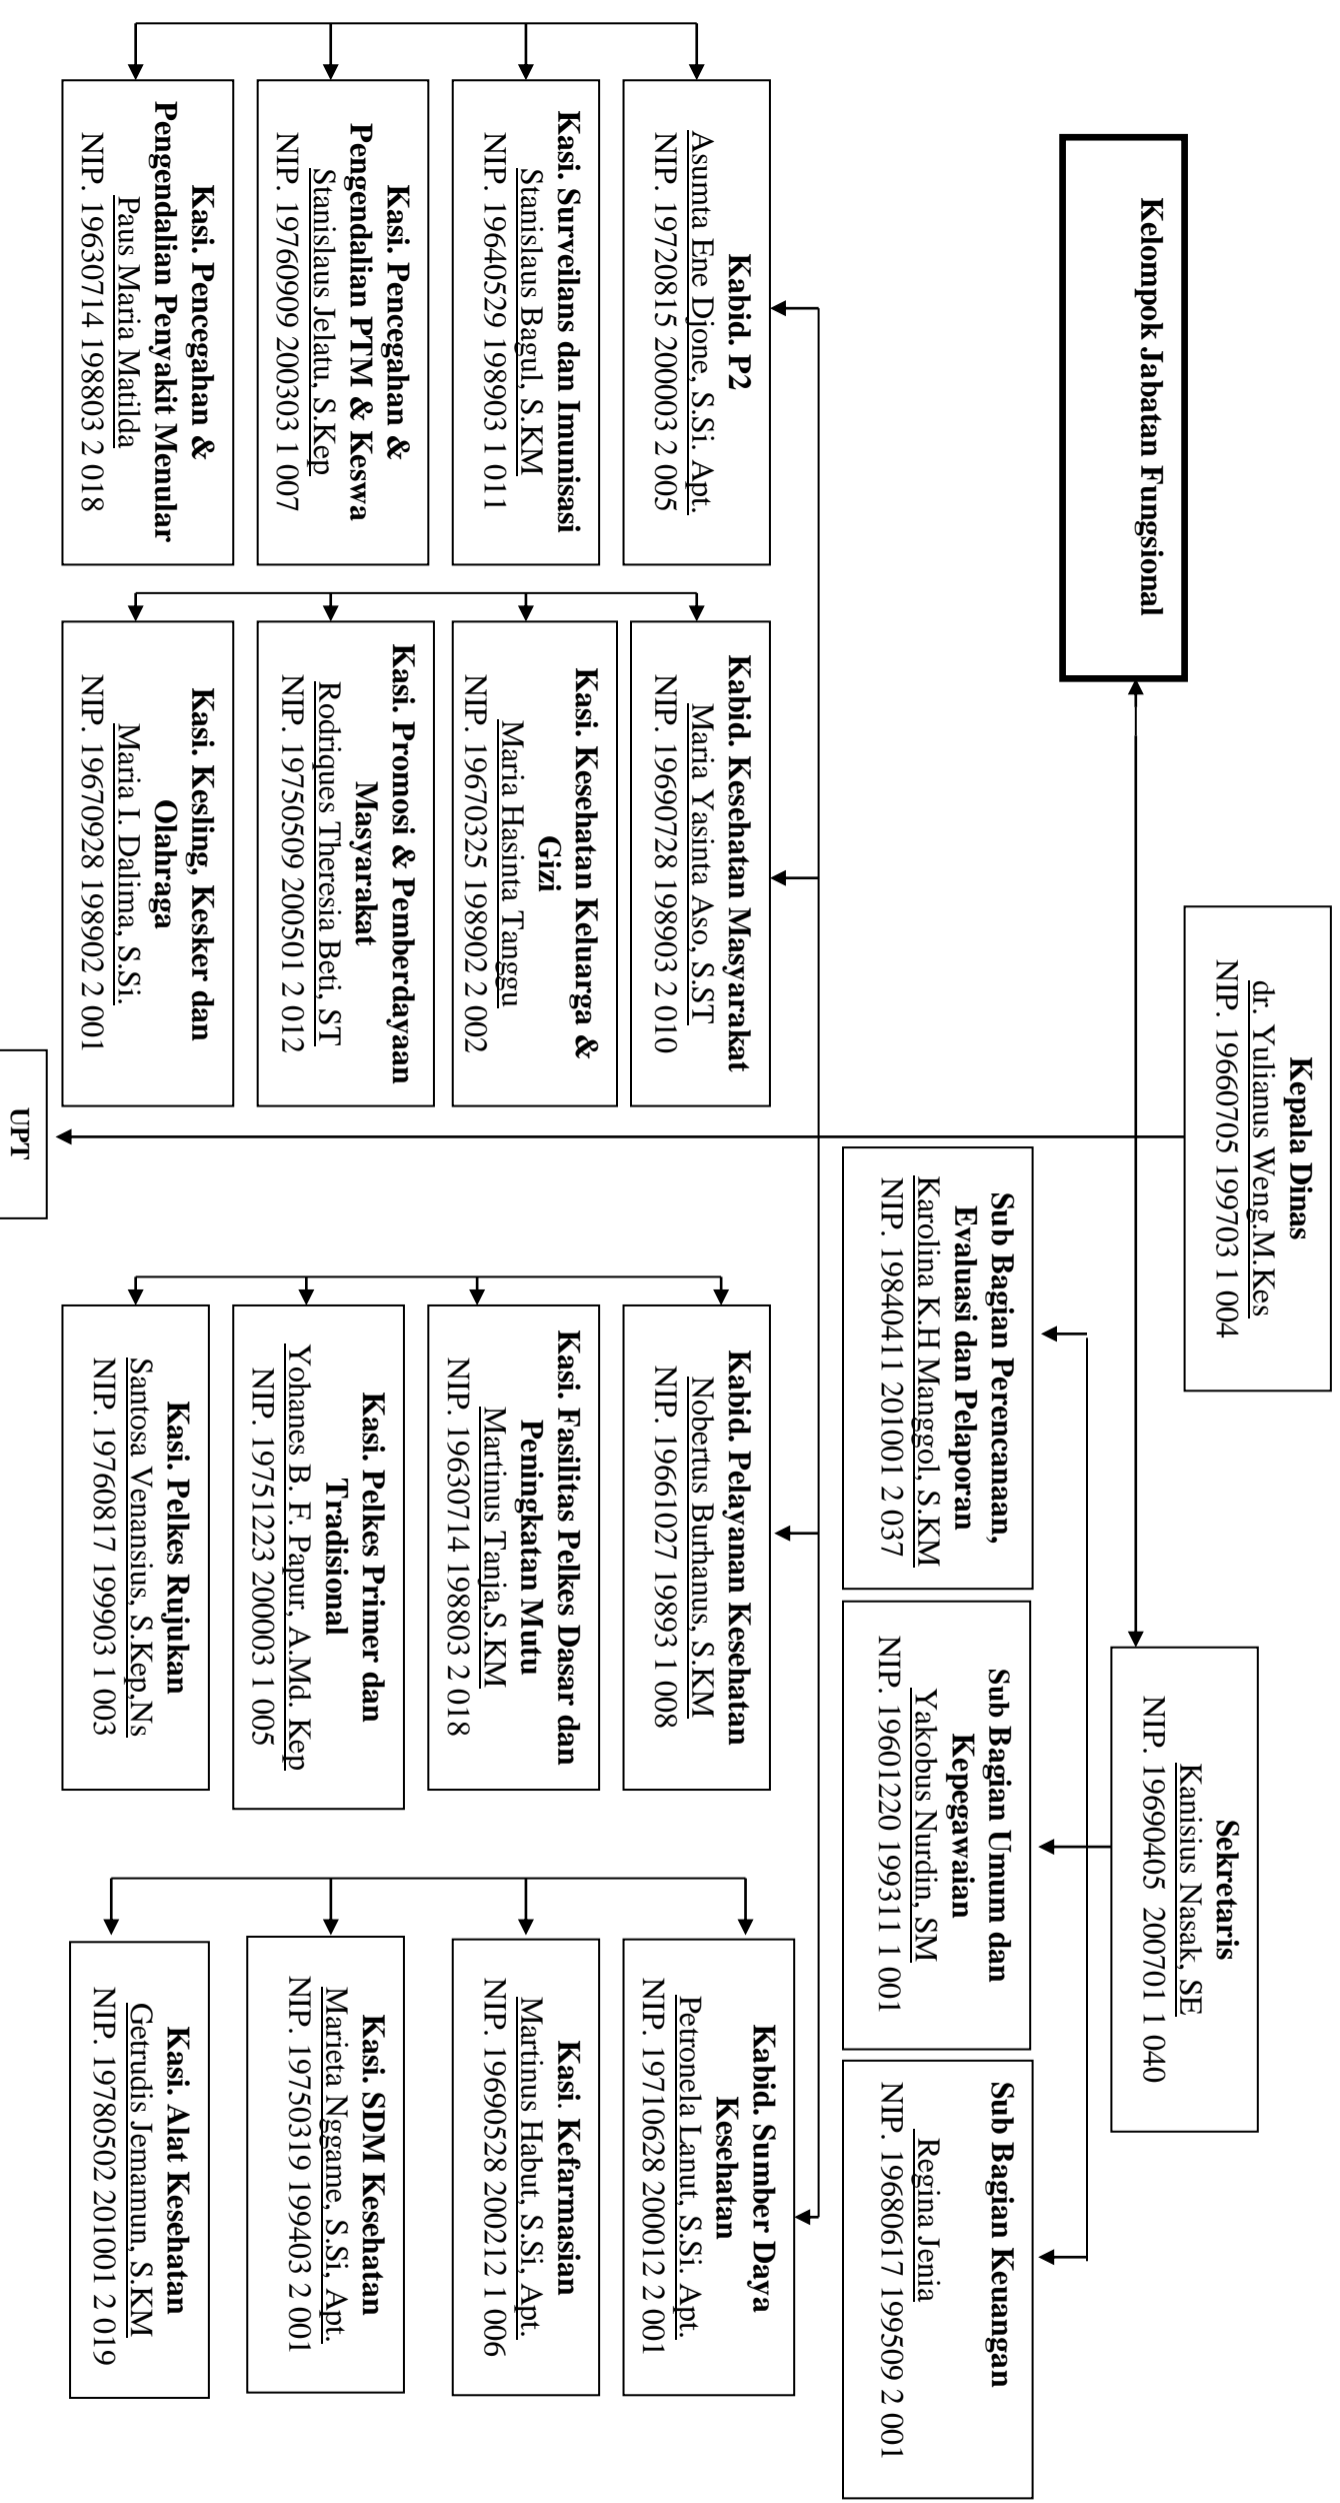 Kepala Dinas
dr. Yulianus Weng.M.Kes
NIP. 19660705 199703 1 004
Kelompok Jabatan Fungsional
Sekretaris
Kanisius Nasak, SE
NIP. 19690405 200701 1 040
Sub Bagian Perencanaan,
Evaluasi dan Pelaporan
Karolina K.H Manggol, S.KM
NIP. 19840411 201001 2 037
Sub Bagian Umum dan
Kepegawaian
Yakobus Nurdin, SM
NIP. 19601220 199311 1 001
Sub Bagian Keuangan
Regina Jenia
NIP. 19680617 199509 2 001
Kabid. P2
Asumta Ene Djone, S.Si. Apt.
NIP. 19720815 200003 2 005
Kasi. Surveilans dan Imunisasi
Stanislaus Bagul, S.KM
NIP. 19640529 198903 1 011
Kasi. Pencegahan &
Pengendalian PTM & Keswa
Stanislaus Jelatu, S.Kep
NIP. 19760909 200303 1 007
Kasi. Pencegahan &
Pengendalian Penyakit Menular
Paus Maria Matilda
NIP. 19630714 198803 2 018
Kabid. Kesehatan Masyarakat
Maria Yasinta Aso, S.ST
NIP. 19690728 198903 2 010
Kasi. Kesehatan Keluarga &
Gizi
Maria Hasinta Tanggu
NIP. 19670325 198902 2 002
Kasi. Promosi & Pemberdayaan
Masyarakat
Rodriques Theresia Beti, ST
NIP. 19750509 200501 2 012
Kasi. Kesling, Kesker dan
Olahraga
Maria I. Dalima, S.Si.
NIP. 19670928 198902 2 001
Kabid. Pelayanan Kesehatan
Nobertus Burhanus, S.KM
NIP. 19661027 19893 1 008
Kasi. Fasilitas Pelkes Dasar dan
Peningkatan Mutu
Martinus Tanja,S.KM
NIP. 19630714 198803 2 018
Kasi. Pelkes Primer dan
Tradisional
Yohanes B. F. Papur, A.Md. Kep
NIP. 19751223 200003 1 005
Kasi. Pelkes Rujukan
Santosa Venansius, S.Kep,Ns
NIP. 19760817 199903 1 003
Kabid. Sumber Daya
Kesehatan
Petronela Lanut, S.Si. Apt.
NIP. 19710628 200012 2 001
Kasi. Kefarmasian
Martinus Habut, S.Si, Apt.
NIP. 19690528 200212 1 006
Kasi. SDM Kesehatan
Marieta Nggame, S.Si, Apt.
NIP. 19750319 199403 2 001
Kasi. Alat Kesehatan
Getrudis Jemamun, S.KM
NIP. 19780502 201001 2 019
UPT